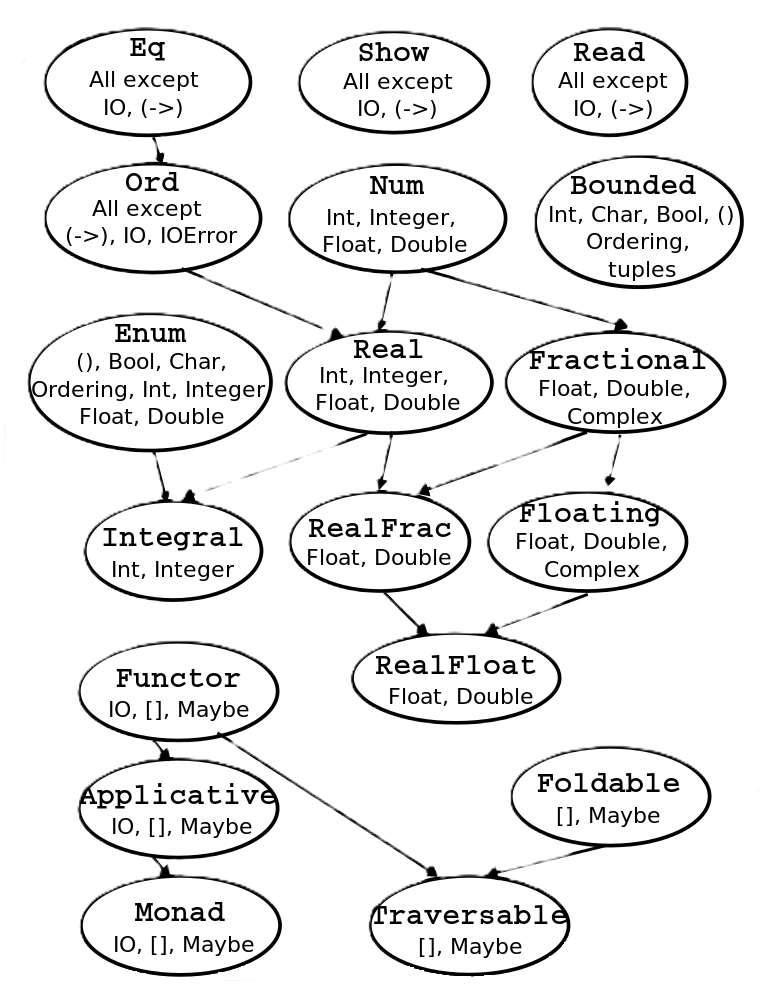 Eq
All except
IO, (->)
Show
All except
IO, (->)
Read
All except
IO, (->)
Ord
All except
(->), IO, IOError
Num
Int, Integer,
Float, Double
Bounded
Int, Char, Bool, ()
Ordering,
tuples
Enum
(), Bool, Char,
Ordering, Int, Integer
Float, Double
Real
Int, Integer,
Float, Double
Fractional
Float, Double,
Complex
Integral
Int, Integer
RealFrac
Float, Double
Floating
Float, Double,
Complex
RealFloat
Float, Double
Functor
IO, [], Maybe
Applicative
IO, [], Maybe
Foldable
[], Maybe
Monad
IO, [], Maybe
Traversable
[], Maybe